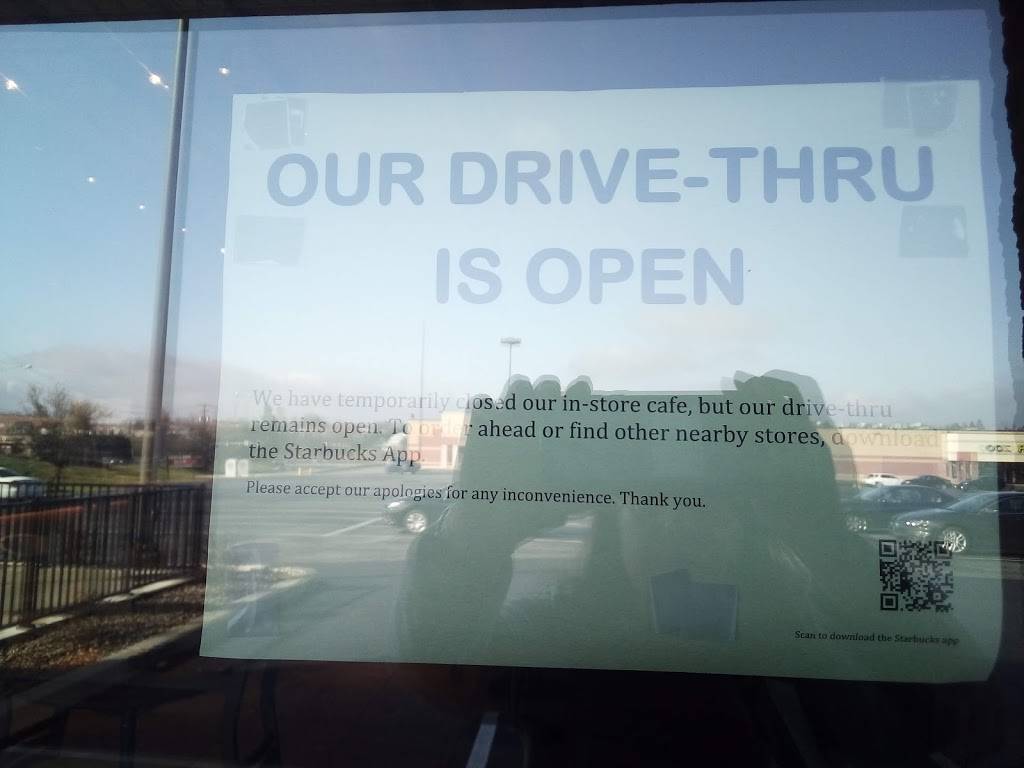 OUR DRIVE-THRU
IS OPEN
We have temporarily closed our in-store cafe, but our drive-thru
remains open. To order ahead or find other nearby stores, download
the Starbucks App.
Please accept our apologies for any inconvenience. Thank you.
Scan to download the Starbucks app